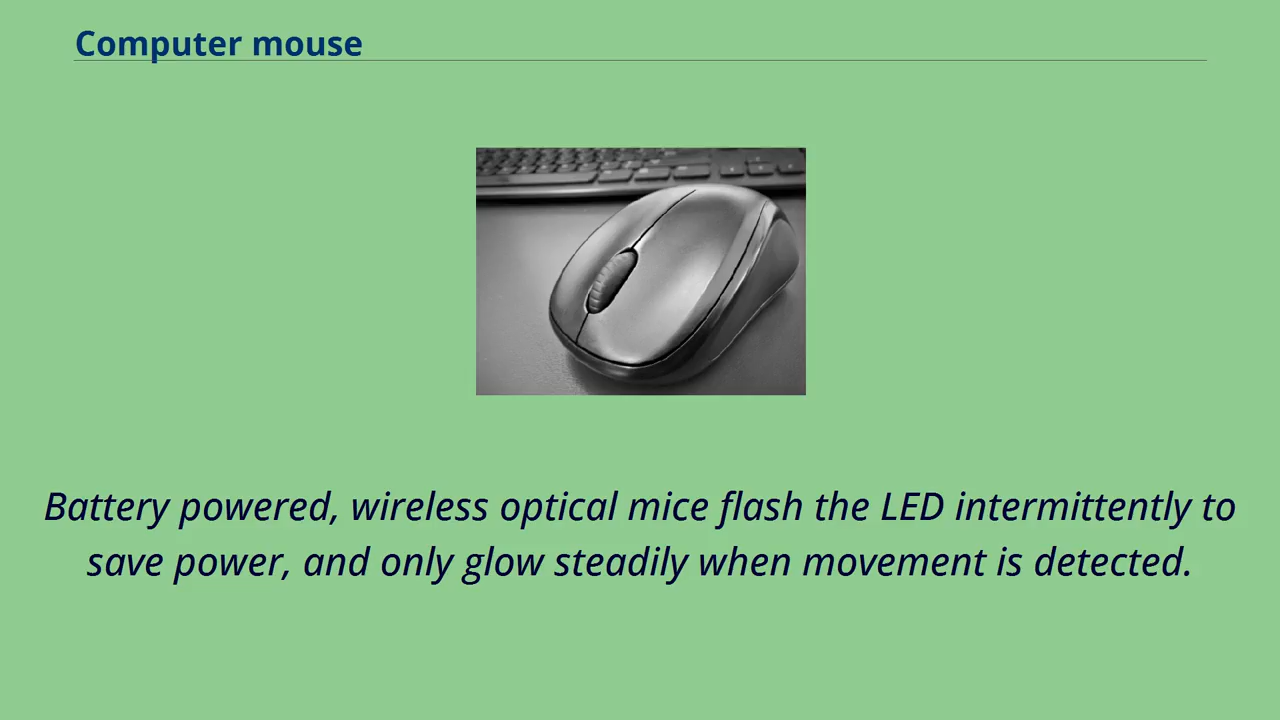 Computer mouse
Battery powered, wireless optical mice flash the LED intermittently to
save power, and only glow steadily when movement is detected.